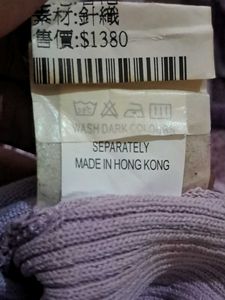 素材:針織
售價:$1380
WASH DARK COLOURS
SEPARATELY
MADE IN HONG KONG